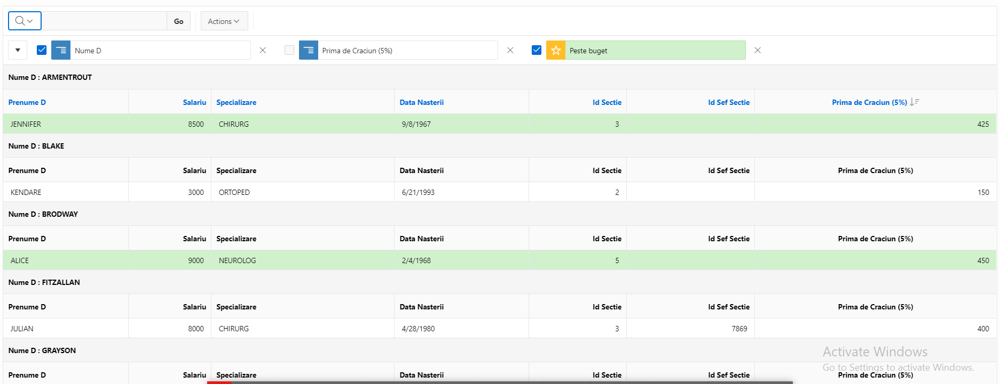 Go Actions
Nume D Prima de Craciun (5%) Peste buget
Nume D : ARMENTROUT
Prenume D Salariu Specializare Data Nasterii Id Sectie Id Sef Sectie Prima de Craciun (5%)
JENNIFER 8500 CHIRURG 9/8/1967 3 425
Nume D : BLAKE
Prenume D Salariu Specializare Data Nasterii Id Sectie Id Sef Sectie Prima de Craciun (5%)
KENDARE 3000 ORTOPED 6/21/1993 2 150
Nume D : BRODWAY
Prenume D Salariu Specializare Data Nasterii Id Sectie Id Sef Sectie Prima de Craciun (5%)
ALICE 9000 NEUROLOG 2/4/1968 5 450
Nume D : FITZALLAN
Prenume D Salariu Specializare Data Nasterii Id Sectie Id Sef Sectie Prima de Craciun (5%)
JULIAN 8000 CHIRURG 4/28/1980 3 7869 400
Nume D : GRAYSON
Activate Windows
Go to Settings to activate Windows.
Prenume D Salariu Specializare Data Nasterii Id Sectie Id Sef Sectie Prima de Craciun (5%)